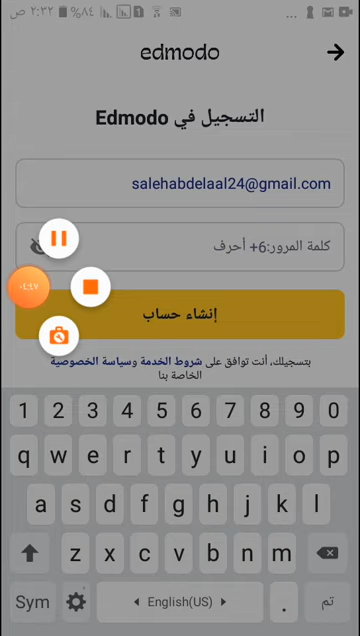 ٢:٣٢ ص ٨٤%
...
edmodo
التسجيل في Edmodo
salehabdelaal24@gmail.com
كلمة المرور:6+ أحرف
٠٤:٤٧
إنشاء حساب
بتسجيلك، أنت توافق على شروط الخدمة وسياسة الخصوصية
الخاصة بنا
1 2 3 4 5 6 7 8 9 0
q w e r t y u i o p
a s d f g h j k l
z x c v b n m
Sym English(US) . تم